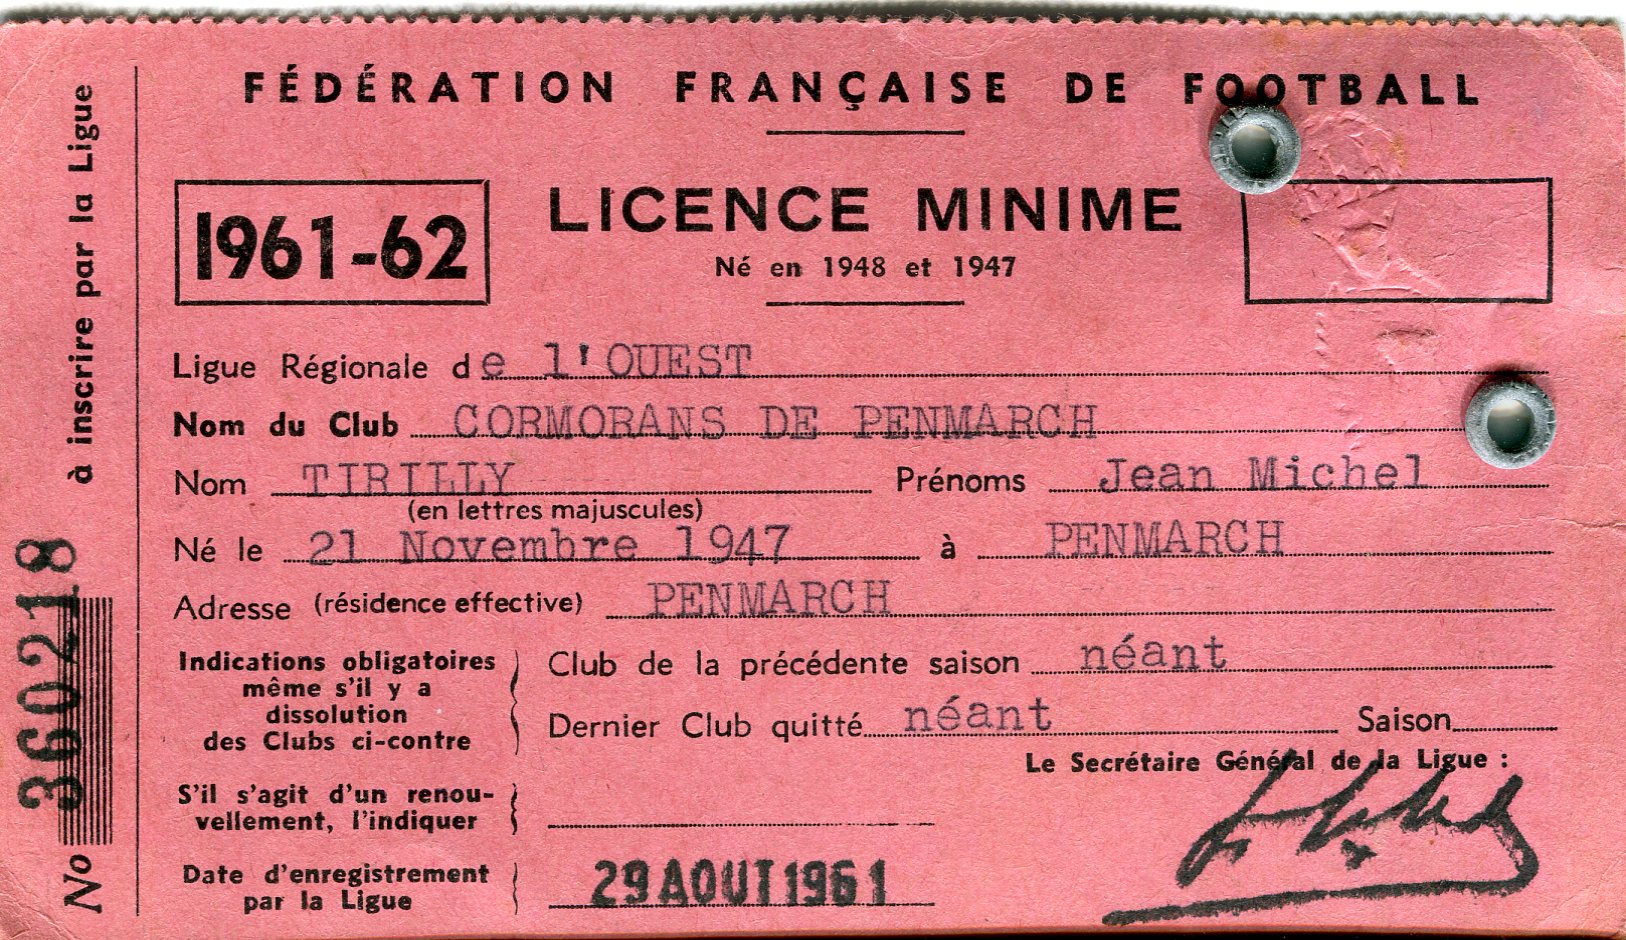 FÉDÉRATION FRANÇAISE DE FOOTBALL
1961-62
LICENCE MINIME
Né en 1948 et 1947
Ligue Régionale de l'OUEST
Nom du Club CORMORANS DE PENMARCH
Nom TIRILLY Prénoms Jean Michel
(en lettres majuscules)
Né le 21 Novembre 1947 à PENMARCH
Adresse (résidence effective) PENMARCH
Indications obligatoires
même s'il y a
dissolution
des Clubs ci-contre
Club de la précédente saison néant
Dernier Club quitté néant Saison
Le Secrétaire Général de la Ligue :
S'il s'agit d'un renou-
vellement, l'indiquer
Date d'enregistrement
par la Ligue
29 AOUT 1961
No 360218 à inscrire par la Ligue